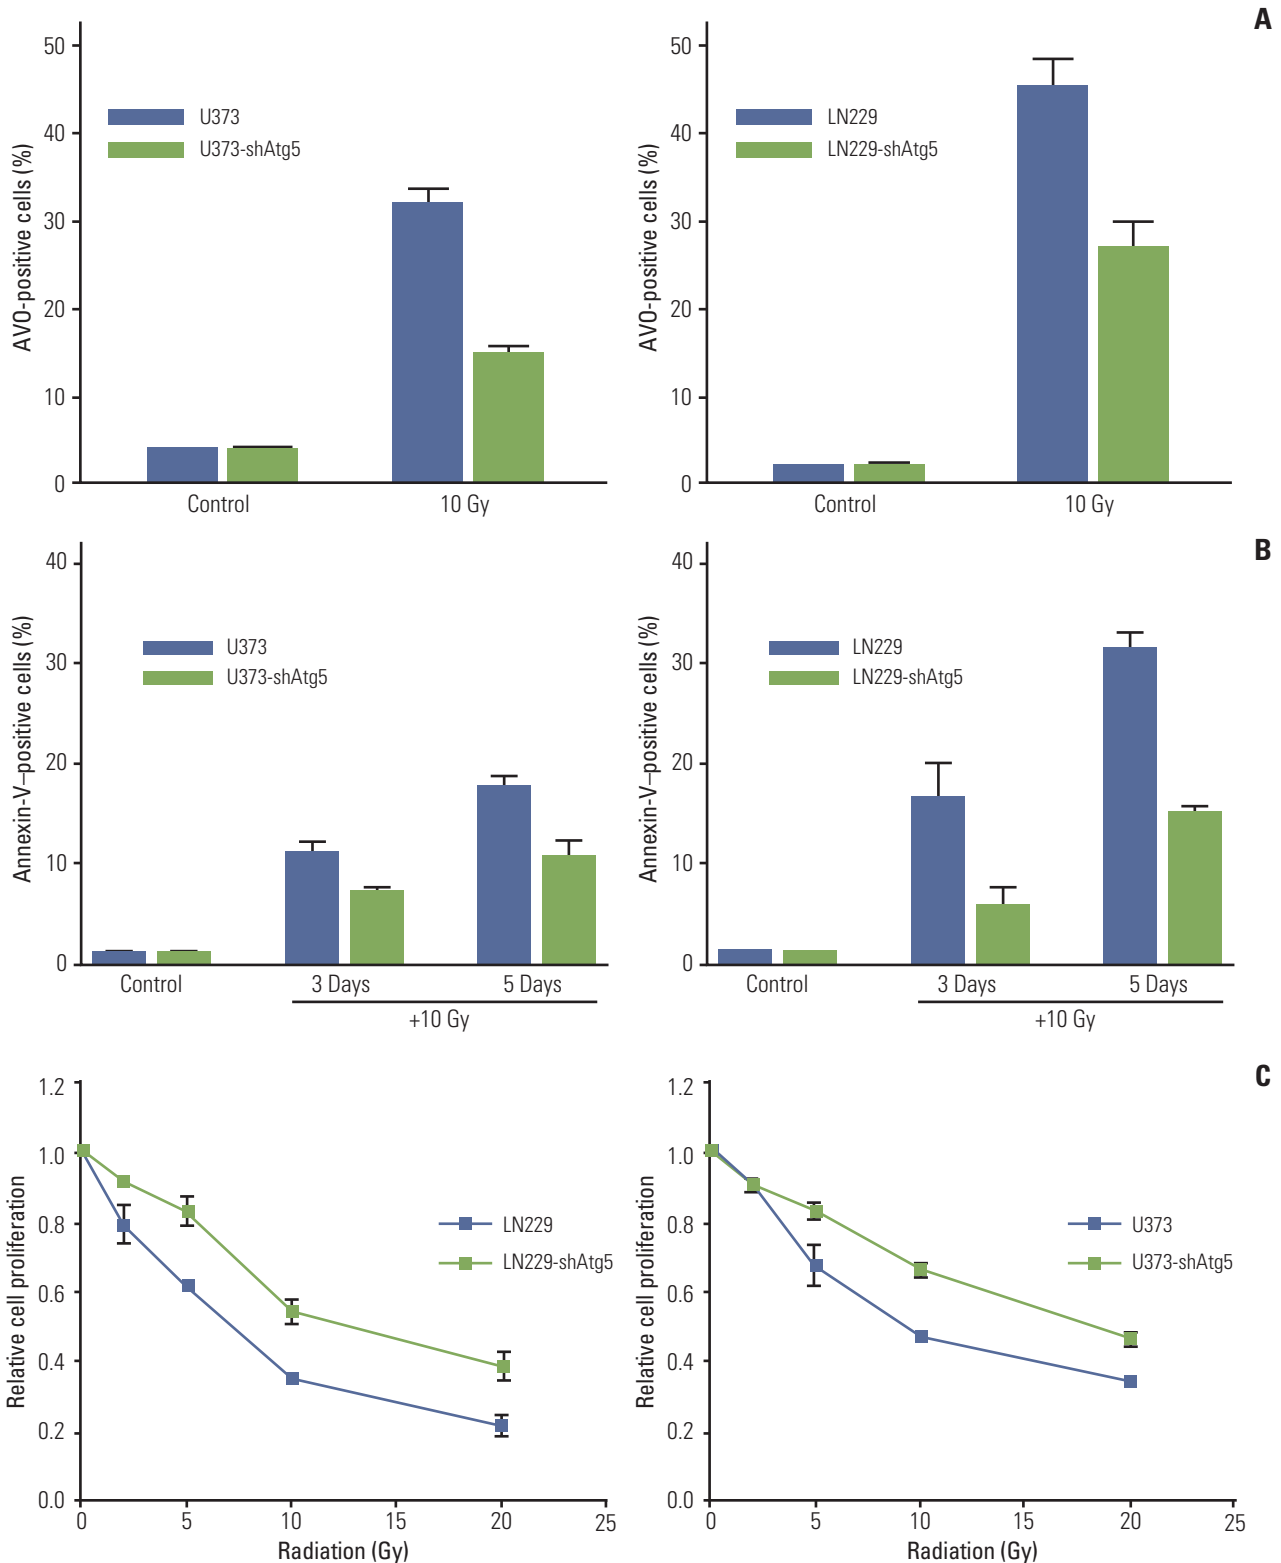 A
AVO-positive cells (%)
50
40
30
20
10
0
U373
U373-shAtg5
Control
10 Gy
AVO-positive cells (%)
50
40
30
20
10
0
LN229
LN229-shAtg5
Control
10 Gy
B
Annexin-V–positive cells (%)
40
30
20
10
0
U373
U373-shAtg5
Control
3 Days
5 Days
+10 Gy
Annexin-V–positive cells (%)
40
30
20
10
0
LN229
LN229-shAtg5
Control
3 Days
5 Days
+10 Gy
C
Relative cell proliferation
1.2
1.0
0.8
0.6
0.4
0.2
0.0
LN229
LN229-shAtg5
0 5 10 15 20 25
Radiation (Gy)
Relative cell proliferation
1.2
1.0
0.8
0.6
0.4
0.2
0.0
U373
U373-shAtg5
0 5 10 15 20 25
Radiation (Gy)